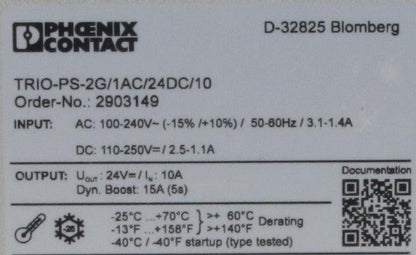 PHŒNIX
CONTACT
D-32825 Blomberg
TRIO-PS-2G/1AC/24DC/10
Order-No.: 2903149
INPUT: AC: 100-240V~ (-15% /+10%) / 50-60Hz / 3.1-1.4A
DC: 110-250V⎓ / 2.5-1.1A
OUTPUT: Uout : 24V⎓ / IN : 10A
Dyn. Boost: 15A (5s)
Documentation
-25
-25°C ...+70°C } >+ 60°C Derating
-13°F ...+158°F } >+140°F
-40°C / -40°F startup (type tested)